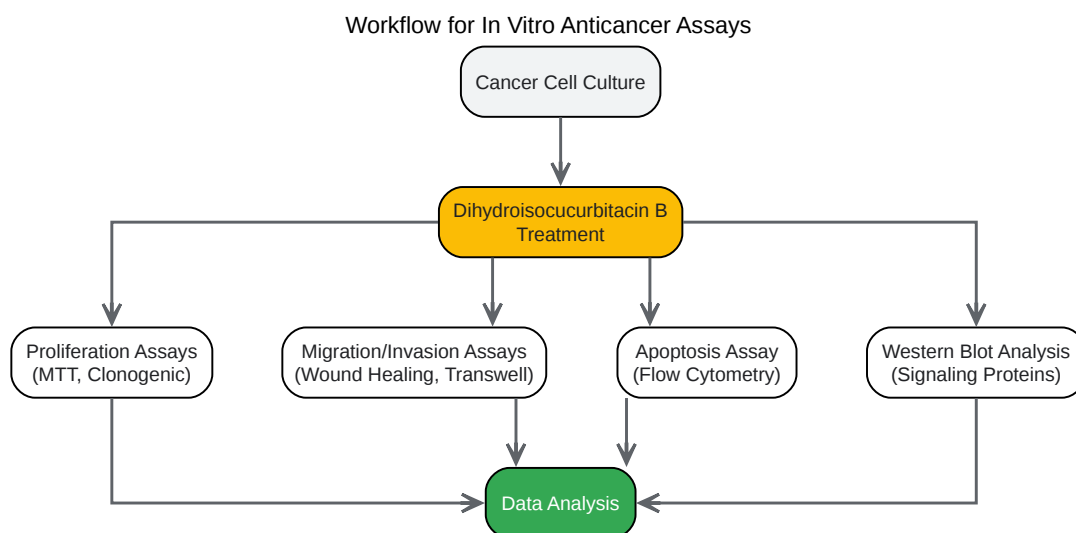 Workflow for In Vitro Anticancer Assays
Cancer Cell Culture
Dihydroisocucurbitacin B
Treatment
Proliferation Assays
(MTT, Clonogenic)
Migration/Invasion Assays
(Wound Healing, Transwell)
Apoptosis Assay
(Flow Cytometry)
Western Blot Analysis
(Signaling Proteins)
Data Analysis